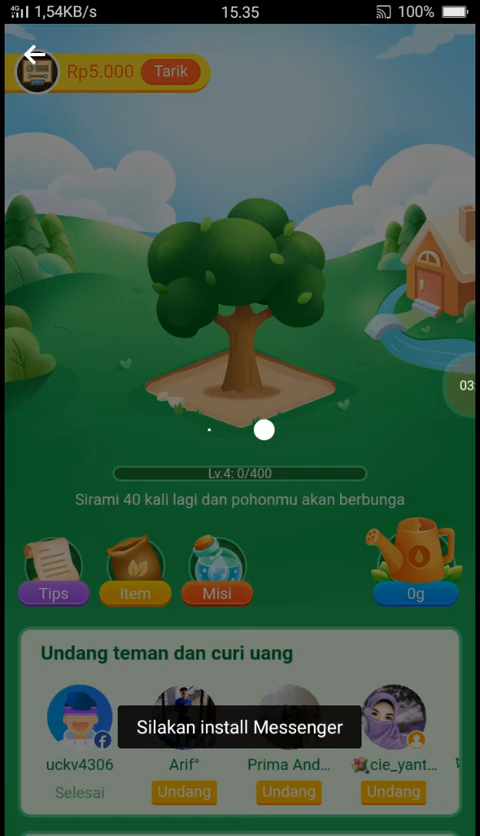 4G 1,54KB/s 15.35 100%
Rp5.000 Tarik
03:
Lv.4: 0/400
Sirami 40 kali lagi dan pohonmu akan berbunga
Tips Item Misi 0g
Undang teman dan curi uang
Silakan install Messenger
uckv4306 Arif° Prima And... cie_yant...
Selesai Undang Undang Undang